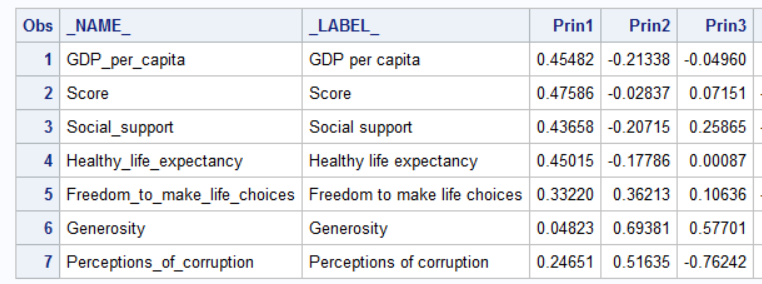 Obs _NAME_ _LABEL_ Prin1 Prin2 Prin3
1 GDP_per_capita GDP per capita 0.45482 -0.21338 -0.04960
2 Score Score 0.47586 -0.02837 0.07151
3 Social_support Social support 0.43658 -0.20715 0.25865
4 Healthy_life_expectancy Healthy life expectancy 0.45015 -0.17786 0.00087
5 Freedom_to_make_life_choices Freedom to make life choices 0.33220 0.36213 0.10636
6 Generosity Generosity 0.04823 0.69381 0.57701
7 Perceptions_of_corruption Perceptions of corruption 0.24651 0.51635 -0.76242